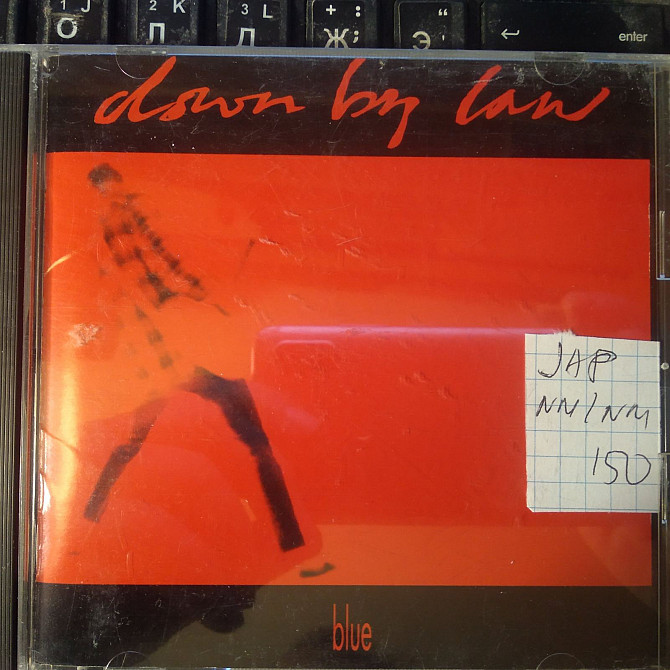 1 J 2 K 3 L + : “
О Л Д Ж ; Э ' ↵ enter
down by law
JAP
NM/NM
150
blue